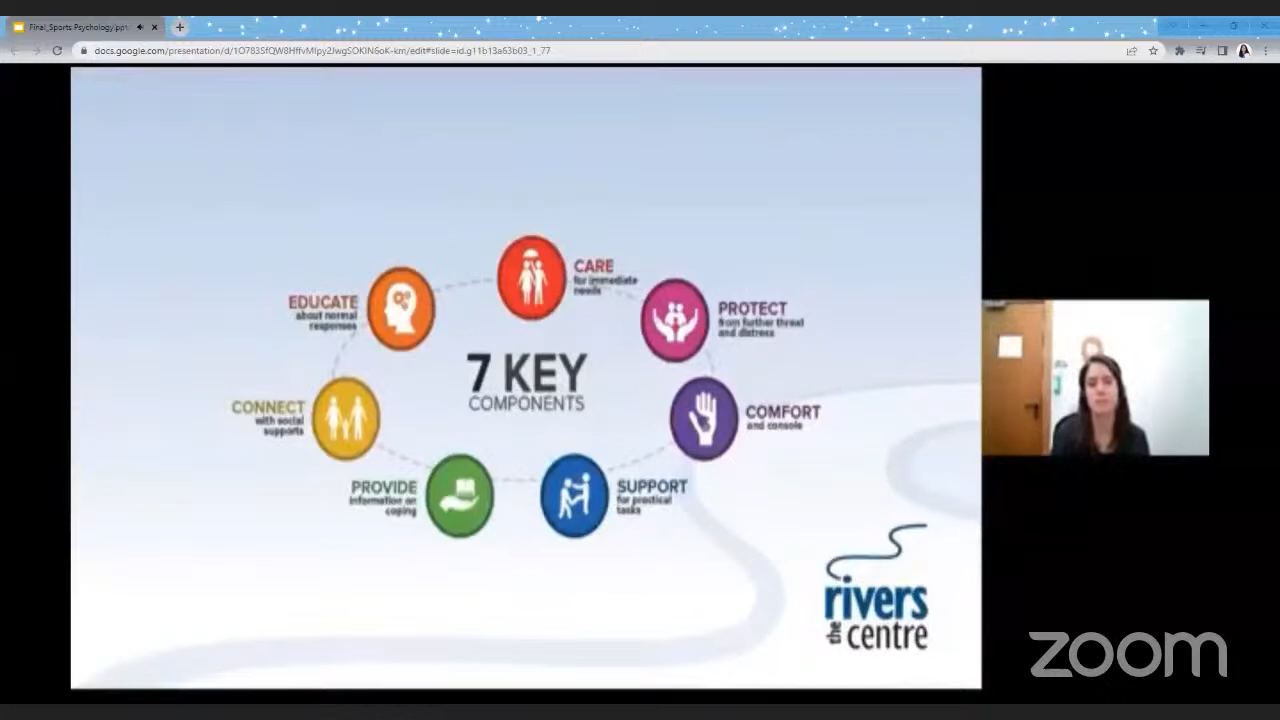 Final_Sports Psychology.ppt
docs.google.com/presentation/d/1O783SfQW8HffvMIpy2JwgSOKlN6oK-km/edit#slide=id.g11b13a63b03_1_77
CARE
for immediate
needs
EDUCATE
about normal
responses
PROTECT
from further threat
and distress
7 KEY
COMPONENTS
CONNECT
with social
supports
COMFORT
and console
PROVIDE
information on
coping
SUPPORT
for practical
tasks
rivers
the centre
zoom